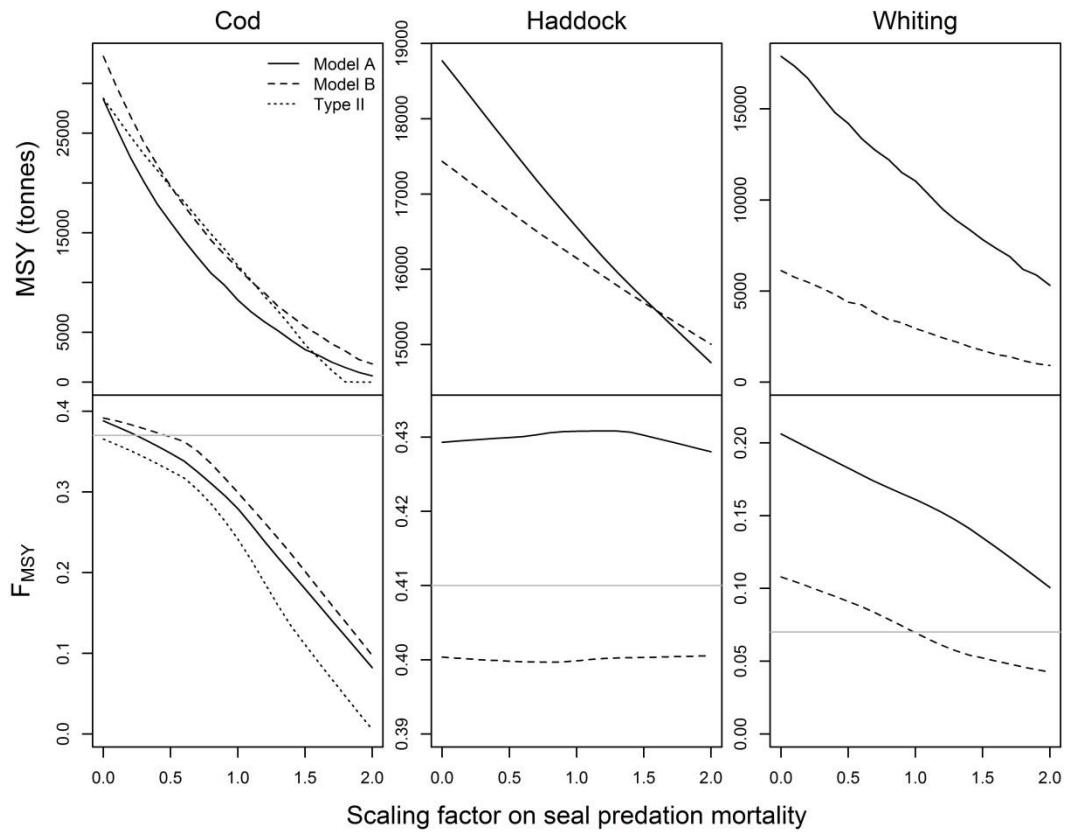 Cod
Haddock
Whiting
MSY (tonnes)
0
5000
15000
25000
Model A
Model B
Type II
15000
16000
17000
18000
19000
0
5000
10000
15000
FMSY
0.0
0.1
0.2
0.3
0.4
0.39
0.40
0.41
0.42
0.43
0.00
0.05
0.10
0.15
0.20
0.0 0.5 1.0 1.5 2.0
0.0 0.5 1.0 1.5 2.0
0.0 0.5 1.0 1.5 2.0
Scaling factor on seal predation mortality